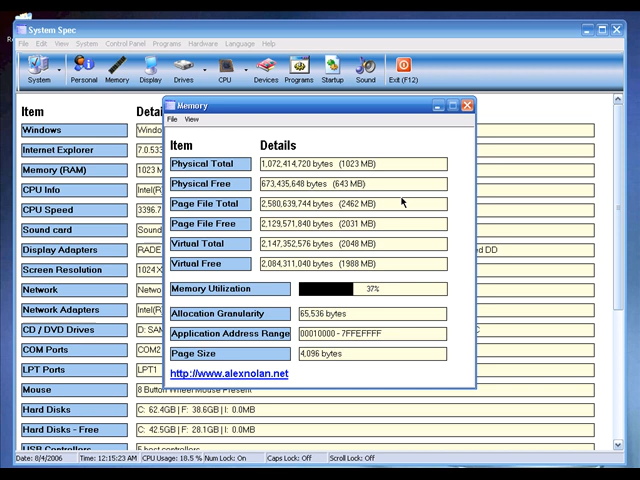 System Spec
File Edit View System Control Panel Programs Hardware Language Help
System Personal Memory Display Drives CPU Devices Programs Startup Sound Exit (F12)
Item Detai
Windows Windo
Internet Explorer 7.0.533
Memory (RAM) 1023 M
CPU Info Intel(R)
CPU Speed 3396.7
Sound card Sound
Display Adapters RADE ed DD
Screen Resolution 1024 X
Network Netwo
Network Adapters Intel(R)
CD / DVD Drives D: SAM
COM Ports COM2
LPT Ports LPT1
Mouse 8 Button Wheel Mouse Present
Hard Disks C: 62.4GB | F: 38.6GB | I: 0.0MB
Hard Disks - Free C: 42.5GB | F: 28.1GB | I: 0.0MB
USB Controllers 5 host controllers
Date: 8/4/2006 Time: 12:15:23 AM CPU Usage: 18.5 % Num Lock: On Caps Lock: Off Scroll Lock: Off
Memory
File View
Item Details
Physical Total 1,072,414,720 bytes (1023 MB)
Physical Free 673,435,648 bytes (643 MB)
Page File Total 2,580,639,744 bytes (2462 MB)
Page File Free 2,129,571,840 bytes (2031 MB)
Virtual Total 2,147,352,576 bytes (2048 MB)
Virtual Free 2,084,311,040 bytes (1988 MB)
Memory Utilization 37%
Allocation Granularity 65,536 bytes
Application Address Range 00010000 - 7FFEFFFF
Page Size 4,096 bytes
http://www.alexnolan.net